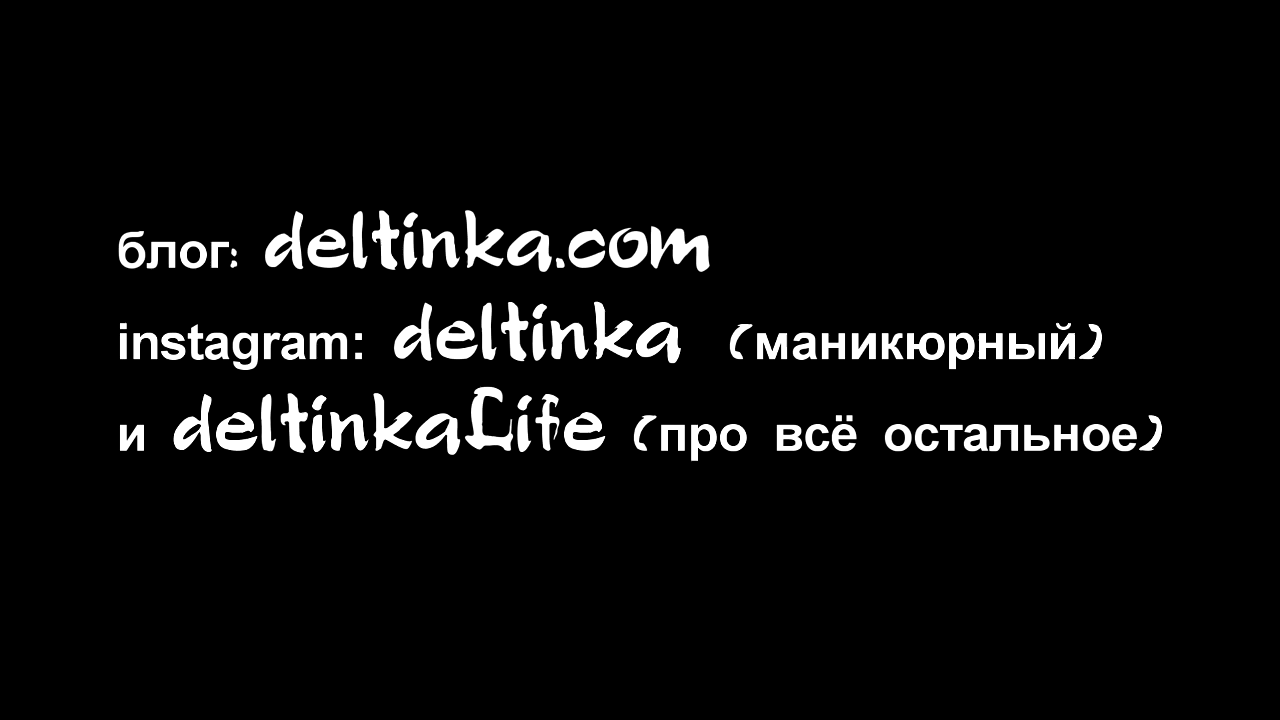 блог: deltinka.com
instagram: deltinka (маникюрный)
и deltinkaLife (про всё остальное)